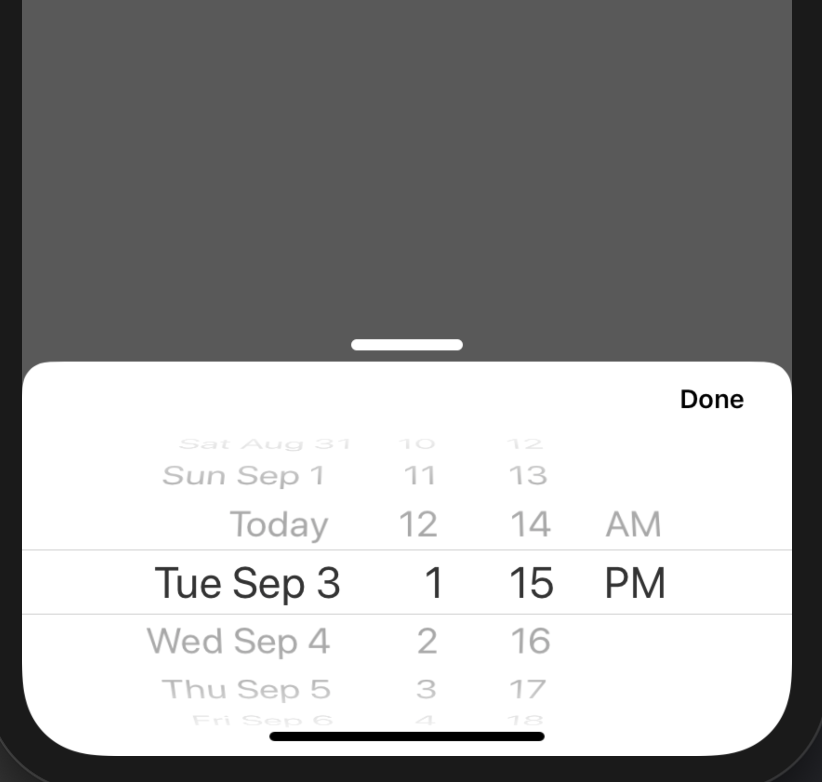 Done
Sat Aug 31 10 12
Sun Sep 1 11 13
Today 12 14 AM
Tue Sep 3 1 15 PM
Wed Sep 4 2 16
Thu Sep 5 3 17
Fri Sep 6 4 18